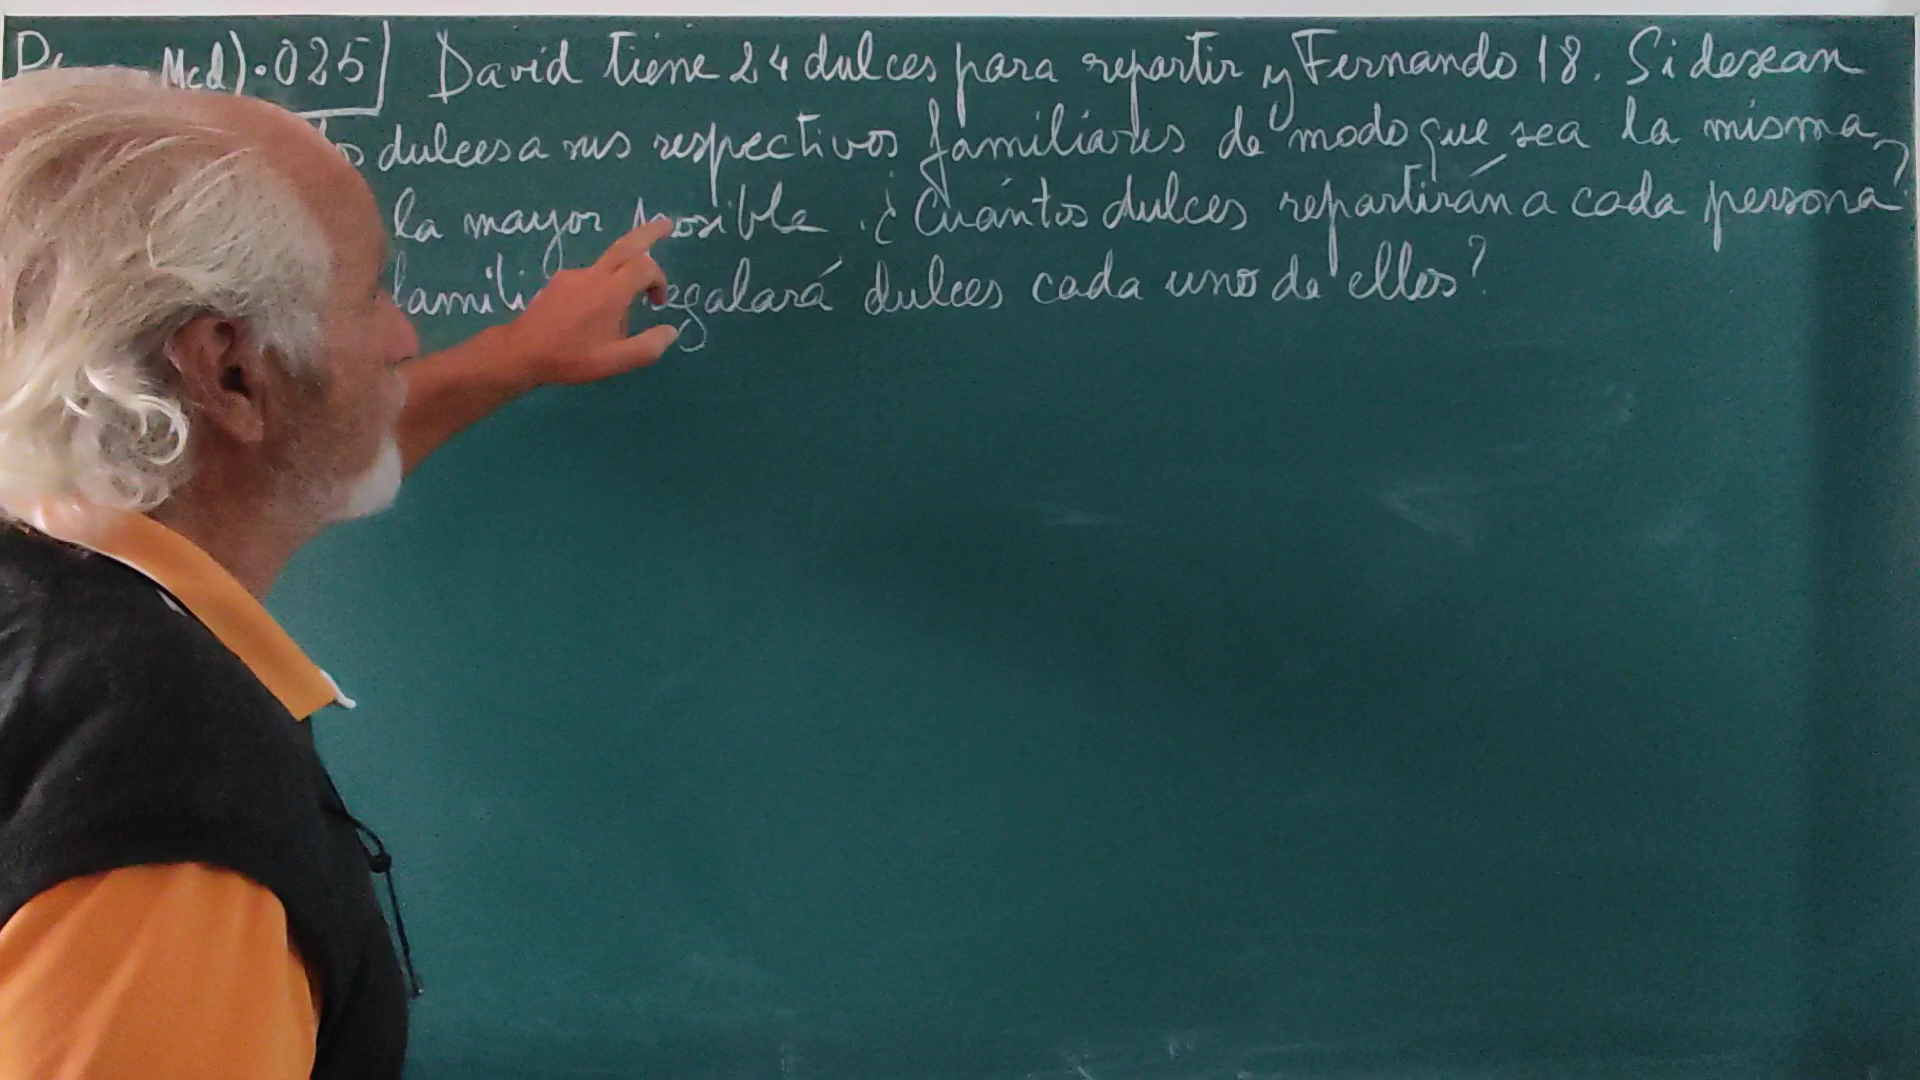 Mcd).025] David tiene 24 dulces para repartir y Fernando 18. Si desean
dulces a sus respectivos familiares de modo que sea la misma
la mayor posible. ¿Cuántos dulces repartirán a cada persona?
regalará dulces cada uno de ellos?